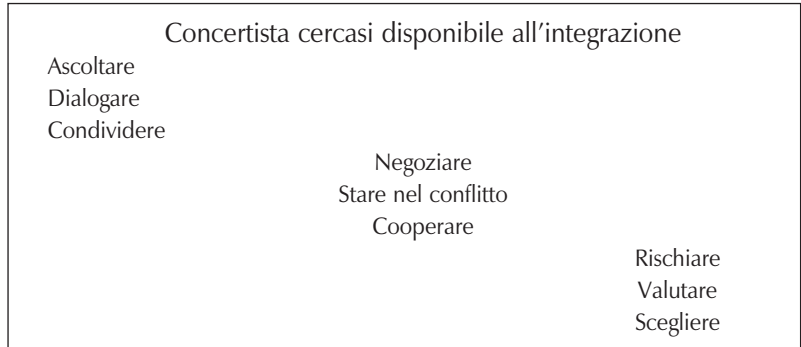 Concertista cercasi disponibile all’integrazione
Ascoltare
Dialogare
Condividere
Negoziare
Stare nel conflitto
Cooperare
Rischiare
Valutare
Scegliere